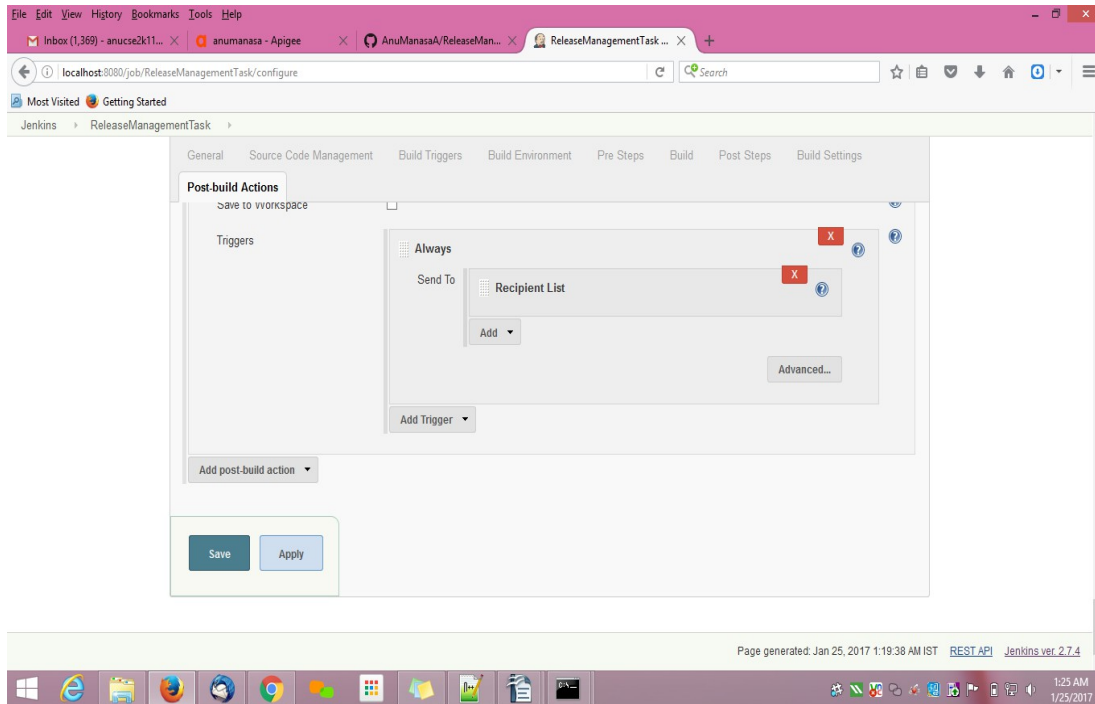 File Edit View History Bookmarks Tools Help
Inbox (1,369) - anucse2k11... anumanasa - Apigee AnuManasaA/ReleaseMan... ReleaseManagementTask ...
localhost:8080/job/ReleaseManagementTask/configure Search
Most Visited Getting Started
Jenkins ReleaseManagementTask
General Source Code Management Build Triggers Build Environment Pre Steps Build Post Steps Build Settings
Post-build Actions
Save to Workspace
Triggers
Always X
Send To
Recipient List X
Add
Advanced...
Add Trigger
Add post-build action
Save Apply
Page generated: Jan 25, 2017 1:19:38 AM IST REST API Jenkins ver. 2.7.4
1:25 AM
1/25/2017